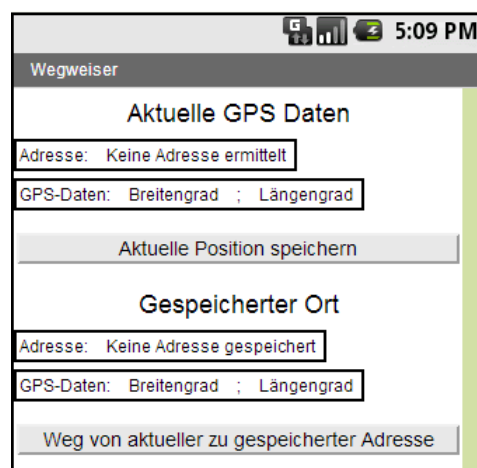 G 5:09 PM
Wegweiser
Aktuelle GPS Daten
Adresse: Keine Adresse ermittelt
GPS-Daten: Breitengrad ; Längengrad
Aktuelle Position speichern
Gespeicherter Ort
Adresse: Keine Adresse gespeichert
GPS-Daten: Breitengrad ; Längengrad
Weg von aktueller zu gespeicherter Adresse